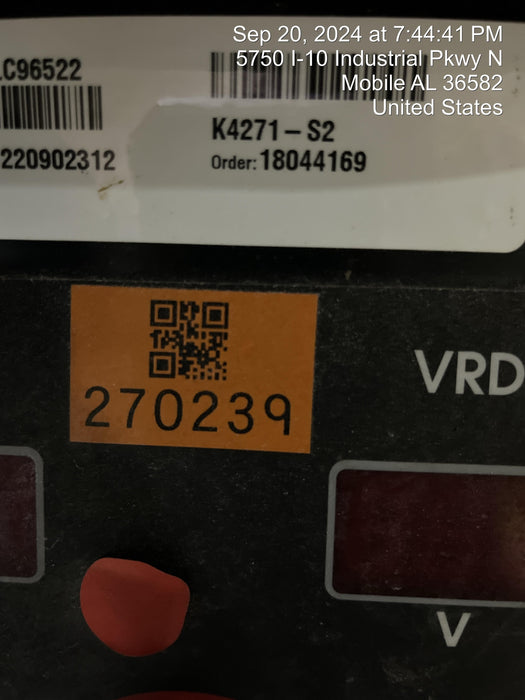 Sep 20, 2024 at 7:44:41 PM
5750 I-10 Industrial Pkwy N
Mobile AL 36582
United States
C96522
K4271-S2
220902312
Order: 18044169
270239
VRD
V